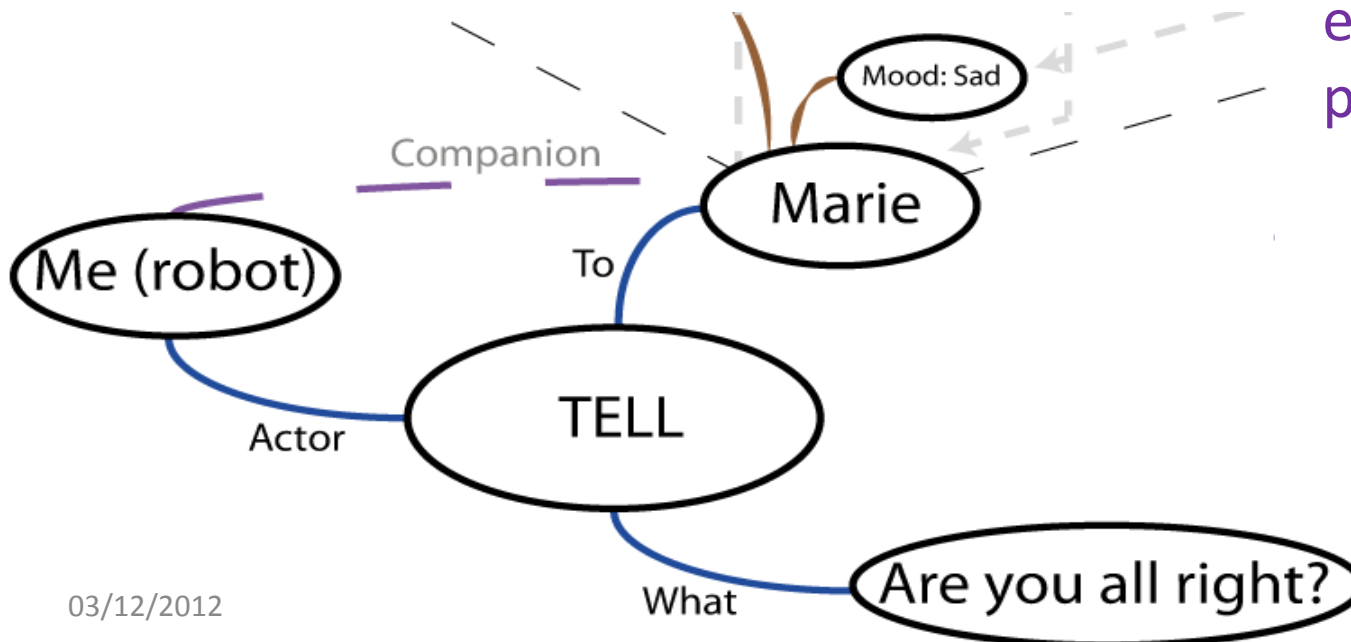 Mood: Sad
Companion
Marie
Me (robot)
To
TELL
Actor
Are you all right?
What
03/12/2012